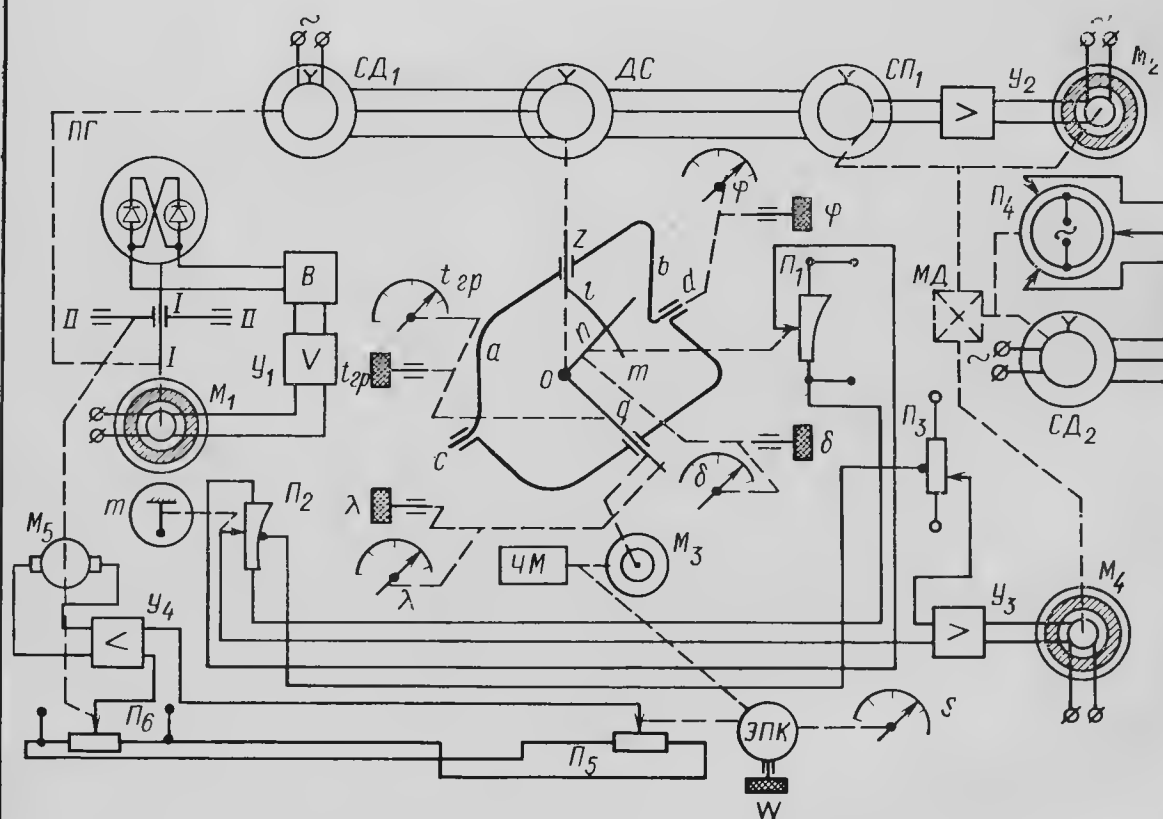 ~
СД₁
ДС
СП₁
У₂
~
М₂
ПГ
φ
φ
П₄
~
Z
b
d
П₁
МД
t гр
l
n
В
I
II
II
a
m
t гр
I
У₁
О
~
М₁
q
П₃
СД₂
c
δ
δ
m
П₂
λ
М₅
М₃
ЧМ
М₄
λ
У₄
У₃
S
П₆
ЭПК
П₅
W